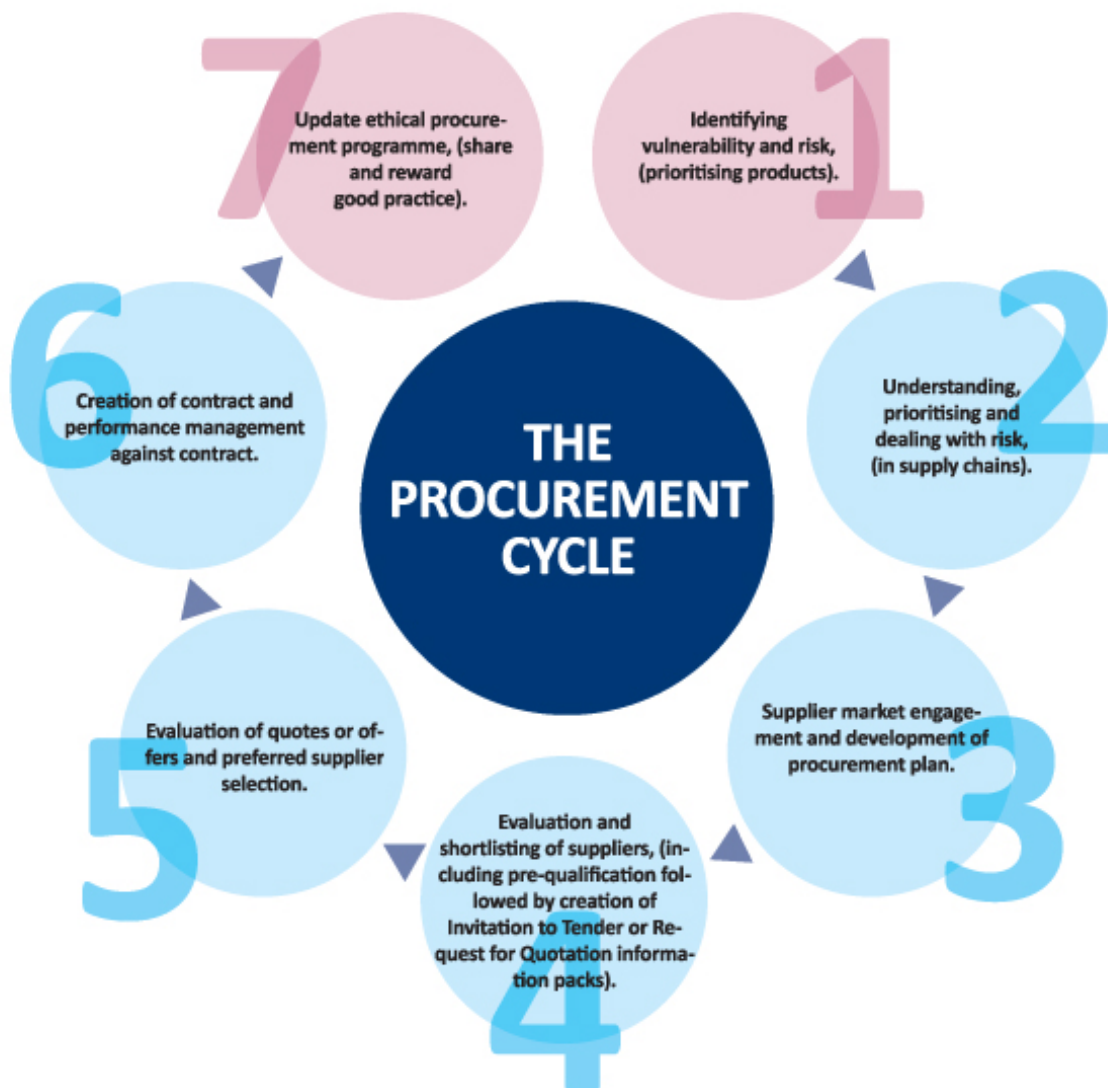 THE
PROCUREMENT
CYCLE
1
Identifying
vulnerability and risk,
(prioritising products).
2
Understanding,
prioritising and
dealing with risk,
(in supply chains).
3
Supplier market engage-
ment and development of
procurement plan.
4
Evaluation and
shortlisting of suppliers, (in-
cluding pre-qualification fol-
lowed by creation of
Invitation to Tender or Re-
quest for Quotation informa-
tion packs).
5
Evaluation of quotes or of-
fers and preferred supplier
selection.
6
Creation of contract and
performance management
against contract.
7
Update ethical procure-
ment programme, (share
and reward
good practice).